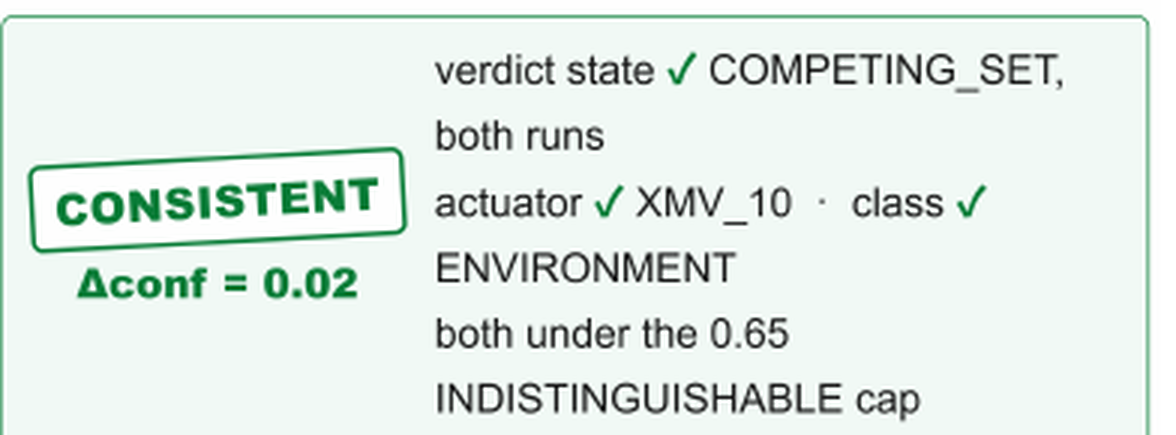 CONSISTENT
Δconf = 0.02
verdict state ✓ COMPETING_SET,
both runs
actuator ✓ XMV_10 · class ✓
ENVIRONMENT
both under the 0.65
INDISTINGUISHABLE cap